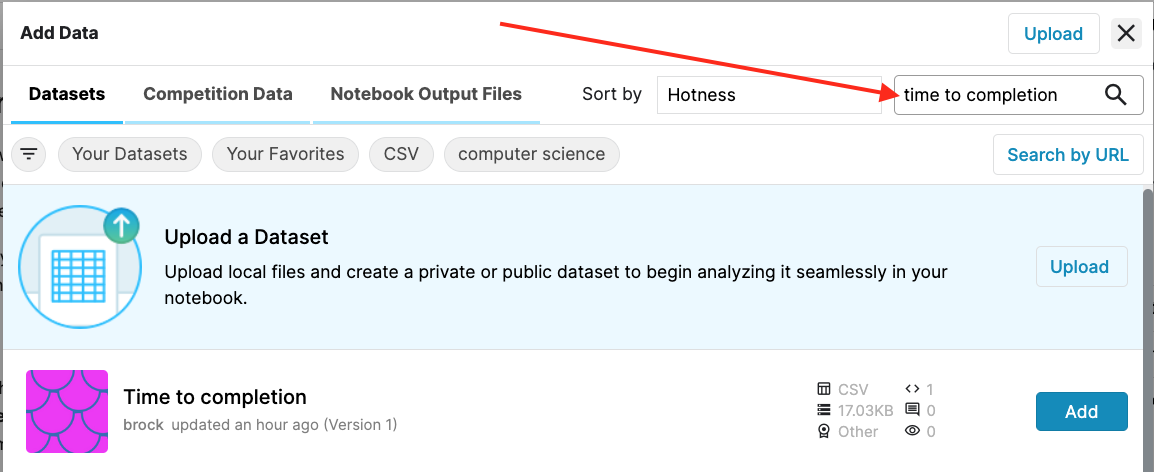 Add Data
Upload
Datasets
Competition Data
Notebook Output Files
Sort by
Hotness
time to completion
Your Datasets
Your Favorites
CSV
computer science
Search by URL
Upload a Dataset
Upload local files and create a private or public dataset to begin analyzing it seamlessly in your
notebook.
Upload
Time to completion
brock updated an hour ago (Version 1)
CSV
1
17.03KB
0
Other
0
Add